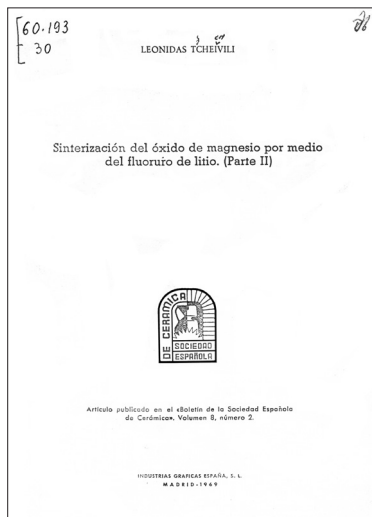 60.193
30
LEONIDAS TCHEIVILI
Sinterización del óxido de magnesio por medio
del fluoruro de litio. (Parte II)
DE CERAMICA
SOCIEDAD
ESPAÑOLA
Artículo publicado en el «Boletín de la Sociedad Española
de Cerámica». Volumen 8, número 2.
INDUSTRIAS GRAFICAS ESPAÑA, S. L.
MADRID-1969